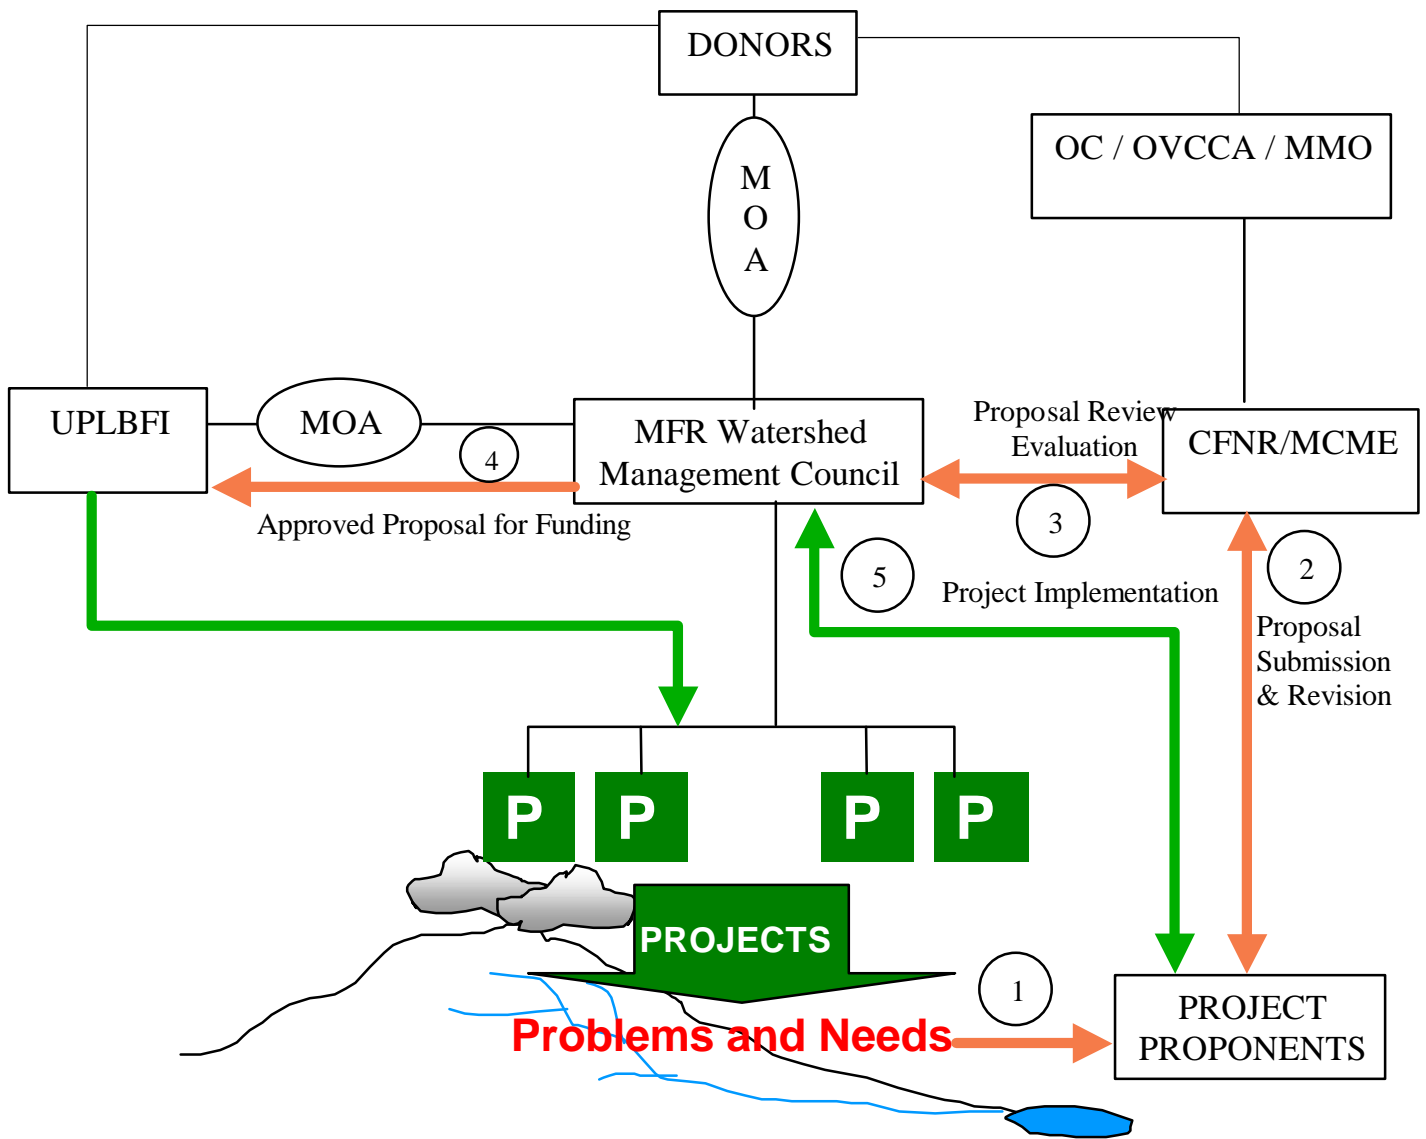 DONORS
OC / OVCCA / MMO
M
O
A
UPLBFI
MOA
4
Approved Proposal for Funding
MFR Watershed
Management Council
Proposal Review
Evaluation
3
CFNR/MCME
5
Project Implementation
2
Proposal
Submission
& Revision
P
P
P
P
PROJECTS
Problems and Needs
1
PROJECT
PROPONENTS